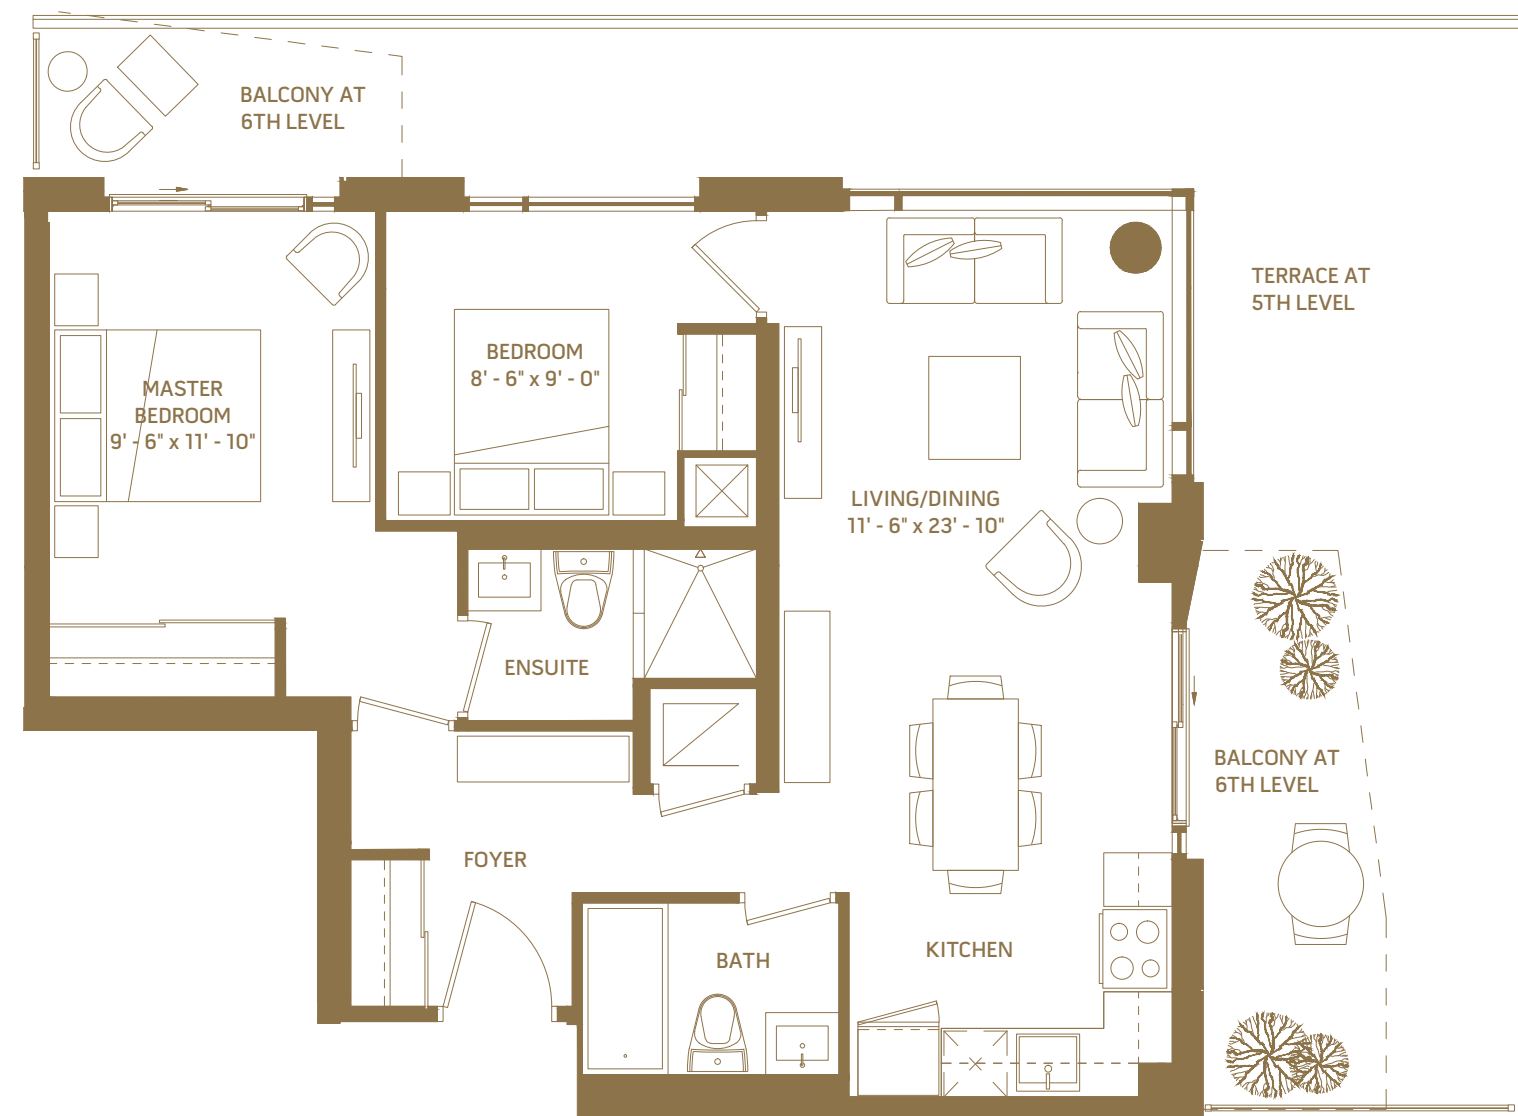 BALCONY AT
6TH LEVEL
TERRACE AT
5TH LEVEL
BEDROOM
8' - 6" x 9' - 0"
MASTER
BEDROOM
9' - 6" x 11' - 10"
LIVING/DINING
11' - 6" x 23' - 10"
ENSUITE
BALCONY AT
6TH LEVEL
FOYER
BATH
KITCHEN